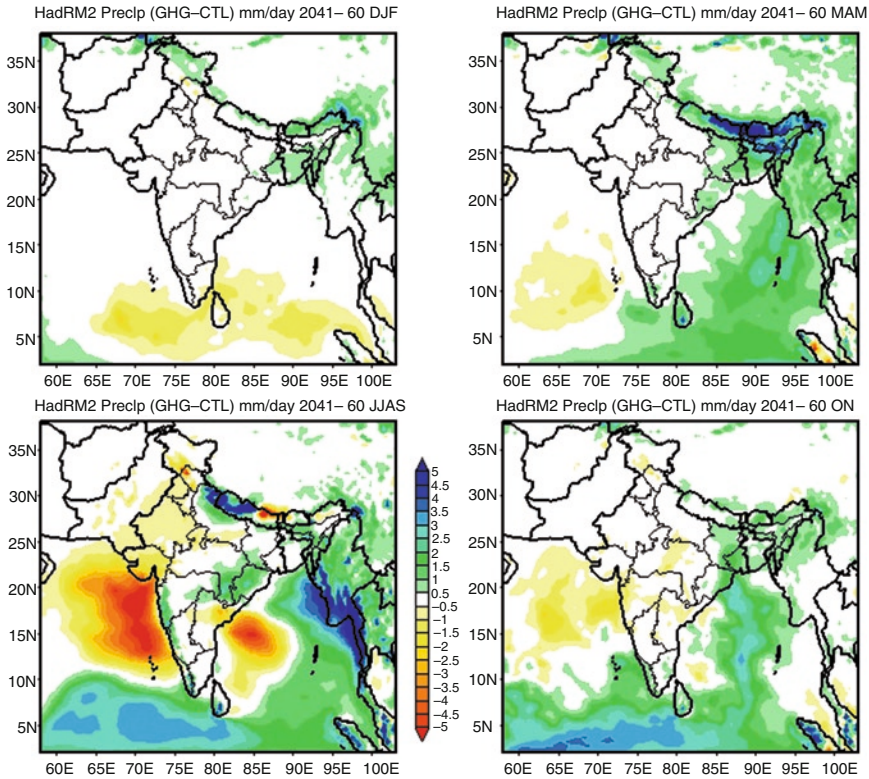 HadRM2 Preclp (GHG–CTL) mm/day 2041– 60 DJF
HadRM2 Preclp (GHG–CTL) mm/day 2041– 60 MAM
35N
30N
25N
20N
15N
10N
5N
60E 65E 70E 75E 80E 85E 90E 95E 100E
35N
30N
25N
20N
15N
10N
5N
60E 65E 70E 75E 80E 85E 90E 95E 100E
HadRM2 Preclp (GHG–CTL) mm/day 2041– 60 JJAS
HadRM2 Preclp (GHG–CTL) mm/day 2041– 60 ON
35N
30N
25N
20N
15N
10N
5N
60E 65E 70E 75E 80E 85E 90E 95E 100E
5
4.5
4
3.5
3
2.5
2
1.5
1
0.5
–0.5
–1
–1.5
–2
–2.5
–3
–3.5
–4
–4.5
–5
35N
30N
25N
20N
15N
10N
5N
60E 65E 70E 75E 80E 85E 90E 95E 100E